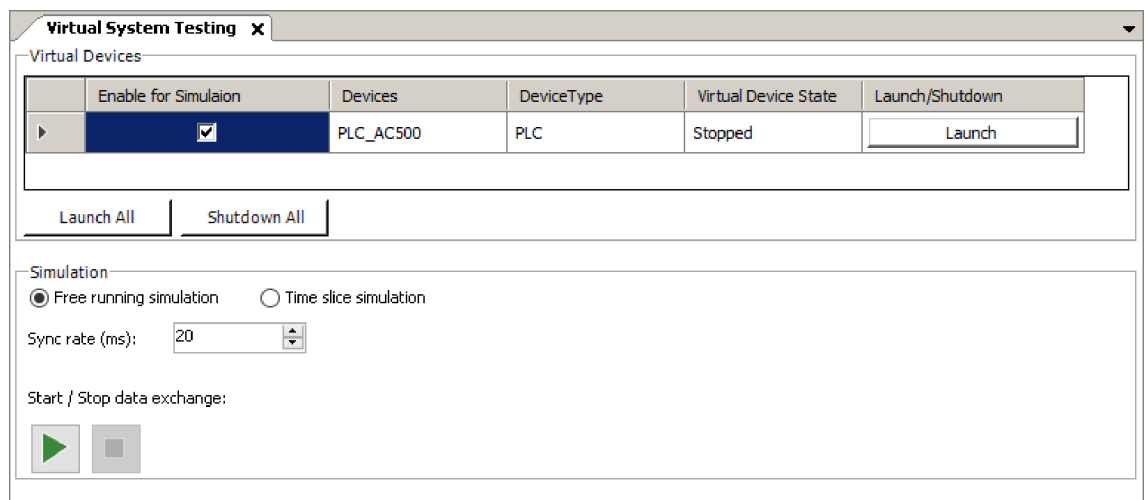 Virtual System Testing x
Virtual Devices
Enable for Simulaion Devices DeviceType Virtual Device State Launch/Shutdown
PLC_AC500 PLC Stopped Launch
Launch All Shutdown All
Simulation
Free running simulation Time slice simulation
Sync rate (ms): 20
Start / Stop data exchange: